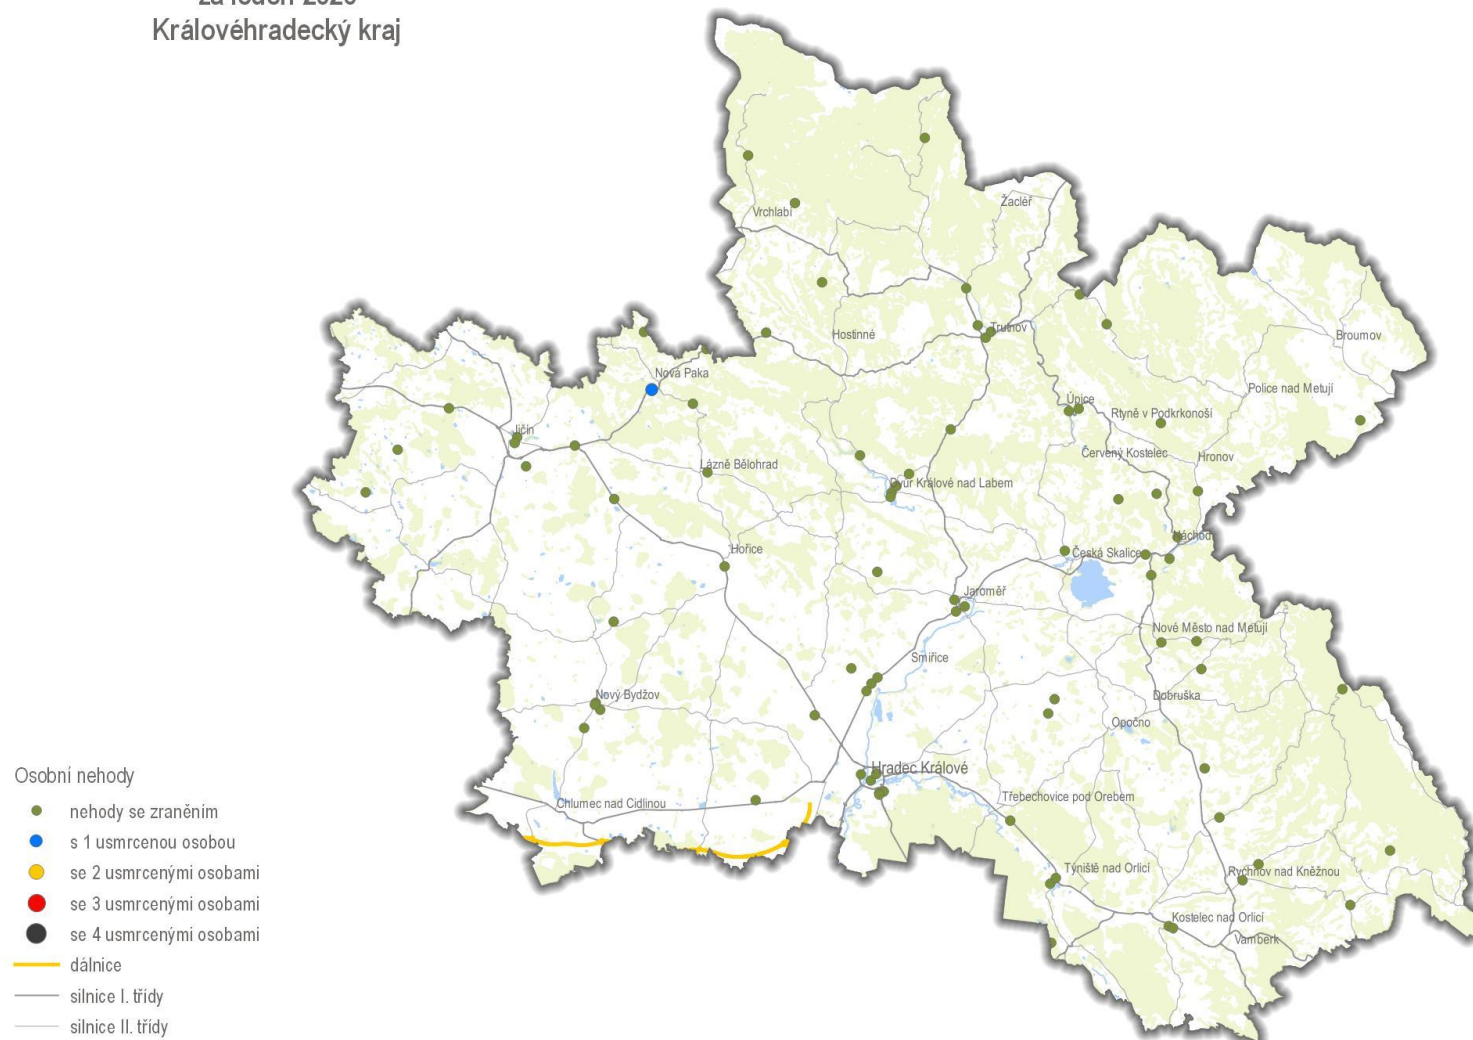 Královéhradecký kraj
Vrchlabí
Žacléř
Hostinné
Trutnov
Broumov
Nová Paka
Police nad Metují
Úpice
Rtyně v Podkrkonoší
Jičín
Červený Kostelec
Hronov
Lázně Bělohrad
Dvůr Králové nad Labem
Náchod
Hořice
Česká Skalice
Jaroměř
Nové Město nad Metují
Smiřice
Nový Bydžov
Dobruška
Opočno
Hradec Králové
Chlumec nad Cidlinou
Třebechovice pod Orebem
Týniště nad Orlicí
Rychnov nad Kněžnou
Kostelec nad Orlicí
Vamberk
Osobní nehody
nehody se zraněním
s 1 usmrcenou osobou
se 2 usmrcenými osobami
se 3 usmrcenými osobami
se 4 usmrcenými osobami
dálnice
silnice I. třídy
silnice II. třídy